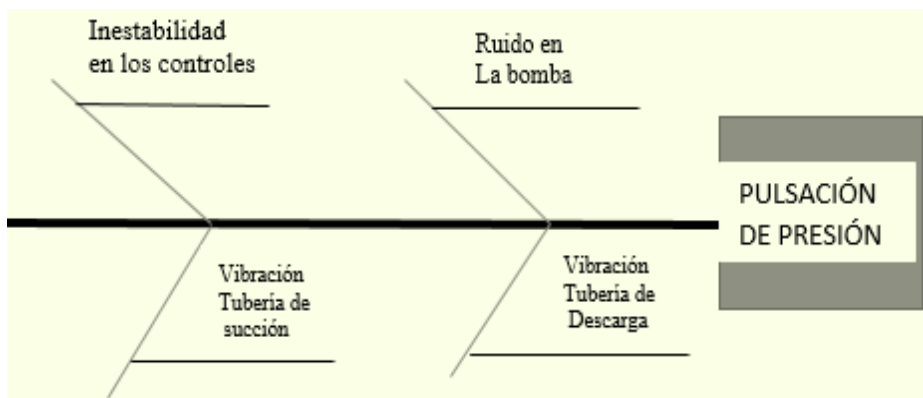 Inestabilidad
en los controles
Ruido en
La bomba
PULSACIÓN
DE PRESIÓN
Vibración
Tubería de
succión
Vibración
Tubería de
Descarga